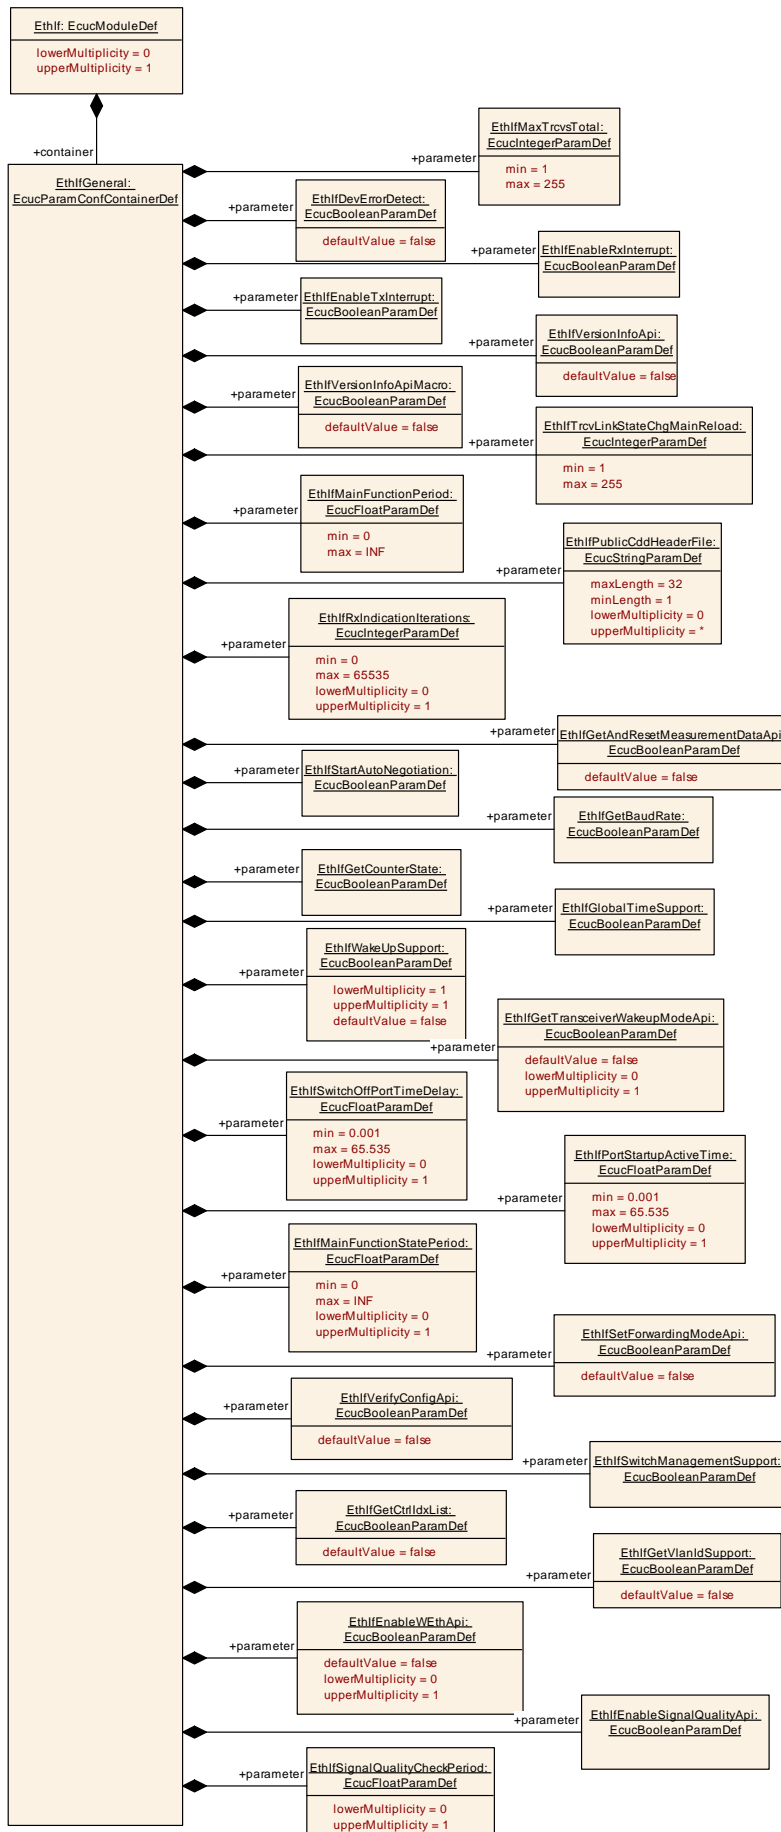 EthIf: EcucModuleDef
lowerMultiplicity = 0
upperMultiplicity = 1
+container
EthIfGeneral:
EcucParamConfContainerDef
+parameter
EthIfMaxTrcvsTotal:
EcucIntegerParamDef
min = 1
max = 255
+parameter
EthIfDevErrorDetect:
EcucBooleanParamDef
defaultValue = false
+parameter
EthIfEnableRxInterrupt:
EcucBooleanParamDef
+parameter
EthIfEnableTxInterrupt:
EcucBooleanParamDef
+parameter
EthIfVersionInfoApi:
EcucBooleanParamDef
defaultValue = false
+parameter
EthIfVersionInfoApiMacro:
EcucBooleanParamDef
defaultValue = false
+parameter
EthIfTrcvLinkStateChgMainReload:
EcucIntegerParamDef
min = 1
max = 255
+parameter
EthIfMainFunctionPeriod:
EcucFloatParamDef
min = 0
max = INF
+parameter
EthIfPublicCddHeaderFile:
EcucStringParamDef
maxLength = 32
minLength = 1
lowerMultiplicity = 0
upperMultiplicity = *
+parameter
EthIfRxIndicationIterations:
EcucIntegerParamDef
min = 0
max = 65535
lowerMultiplicity = 0
upperMultiplicity = 1
+parameter
EthIfGetAndResetMeasurementDataApi
EcucBooleanParamDef
defaultValue = false
+parameter
EthIfStartAutoNegotiation:
EcucBooleanParamDef
+parameter
EthIfGetBaudRate:
EcucBooleanParamDef
+parameter
EthIfGetCounterState:
EcucBooleanParamDef
+parameter
EthIfGlobalTimeSupport:
EcucBooleanParamDef
+parameter
EthIfWakeUpSupport:
EcucBooleanParamDef
lowerMultiplicity = 1
upperMultiplicity = 1
defaultValue = false
+parameter
EthIfGetTransceiverWakeupModeApi:
EcucBooleanParamDef
defaultValue = false
lowerMultiplicity = 0
upperMultiplicity = 1
+parameter
EthIfSwitchOffPortTimeDelay:
EcucFloatParamDef
min = 0.001
max = 65.535
lowerMultiplicity = 0
upperMultiplicity = 1
+parameter
EthIfPortStartupActiveTime:
EcucFloatParamDef
min = 0.001
max = 65.535
lowerMultiplicity = 0
upperMultiplicity = 1
+parameter
EthIfMainFunctionStatePeriod:
EcucFloatParamDef
min = 0
max = INF
lowerMultiplicity = 0
upperMultiplicity = 1
+parameter
EthIfSetForwardingModeApi:
EcucBooleanParamDef
defaultValue = false
+parameter
EthIfVerifyConfigApi:
EcucBooleanParamDef
defaultValue = false
+parameter
EthIfSwitchManagementSupport:
EcucBooleanParamDef
+parameter
EthIfGetCtrlIdxList:
EcucBooleanParamDef
defaultValue = false
+parameter
EthIfGetVlanIdSupport:
EcucBooleanParamDef
defaultValue = false
+parameter
EthIfEnableWEthApi:
EcucBooleanParamDef
defaultValue = false
lowerMultiplicity = 0
upperMultiplicity = 1
+parameter
EthIfEnableSignalQualityApi:
EcucBooleanParamDef
+parameter
EthIfSignalQualityCheckPeriod:
EcucFloatParamDef
lowerMultiplicity = 0
upperMultiplicity = 1